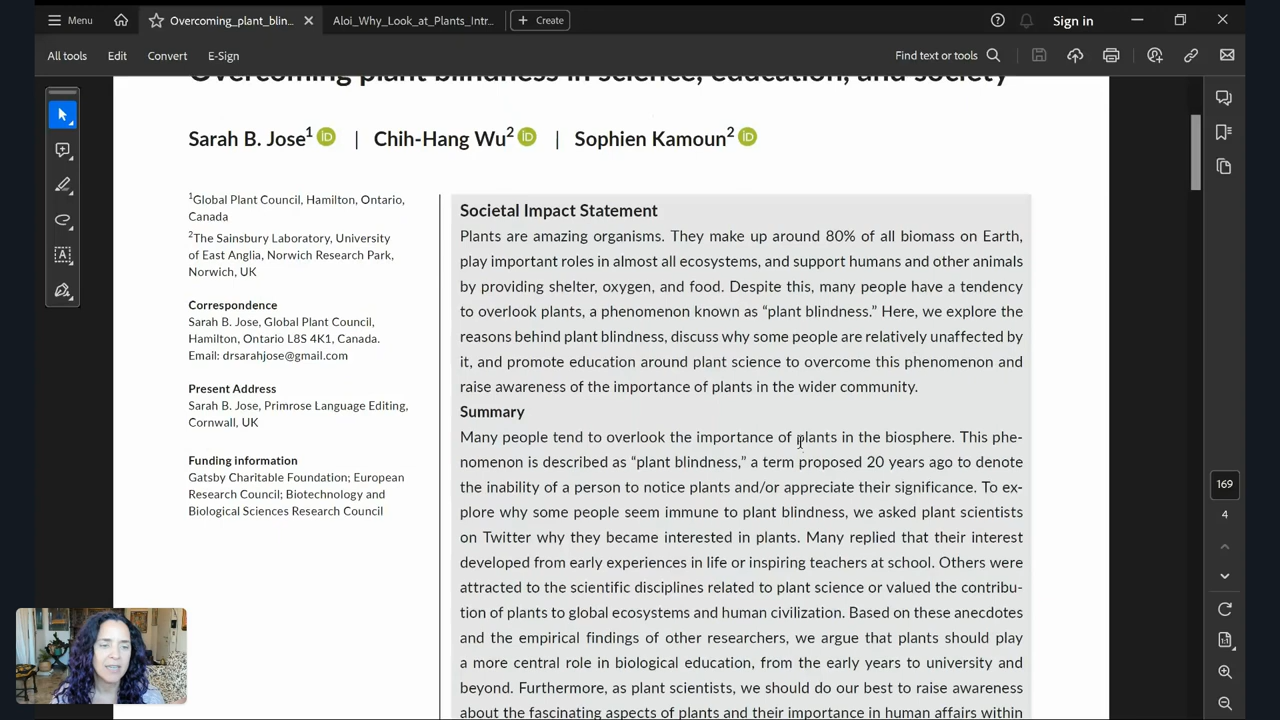 Menu
Overcoming_plant_blin...
Aloi_Why_Look_at_Plants_Intr...
Create
Sign in
All tools
Edit
Convert
E-Sign
Find text or tools
Overcoming plant blindness in science, education, and society
Sarah B. Jose1 iD | Chih-Hang Wu2 iD | Sophien Kamoun2 iD
1Global Plant Council, Hamilton, Ontario,
Canada
2The Sainsbury Laboratory, University
of East Anglia, Norwich Research Park,
Norwich, UK
Correspondence
Sarah B. Jose, Global Plant Council,
Hamilton, Ontario L8S 4K1, Canada.
Email: drsarahjose@gmail.com
Present Address
Sarah B. Jose, Primrose Language Editing,
Cornwall, UK
Funding information
Gatsby Charitable Foundation; European
Research Council; Biotechnology and
Biological Sciences Research Council
Societal Impact Statement
Plants are amazing organisms. They make up around 80% of all biomass on Earth,
play important roles in almost all ecosystems, and support humans and other animals
by providing shelter, oxygen, and food. Despite this, many people have a tendency
to overlook plants, a phenomenon known as “plant blindness.” Here, we explore the
reasons behind plant blindness, discuss why some people are relatively unaffected by
it, and promote education around plant science to overcome this phenomenon and
raise awareness of the importance of plants in the wider community.
Summary
Many people tend to overlook the importance of plants in the biosphere. This phe-
nomenon is described as “plant blindness,” a term proposed 20 years ago to denote
the inability of a person to notice plants and/or appreciate their significance. To ex-
plore why some people seem immune to plant blindness, we asked plant scientists
on Twitter why they became interested in plants. Many replied that their interest
developed from early experiences in life or inspiring teachers at school. Others were
attracted to the scientific disciplines related to plant science or valued the contribu-
tion of plants to global ecosystems and human civilization. Based on these anecdotes
and the empirical findings of other researchers, we argue that plants should play
a more central role in biological education, from the early years to university and
beyond. Furthermore, as plant scientists, we should do our best to raise awareness
about the fascinating aspects of plants and their importance in human affairs within
169
4
1:1